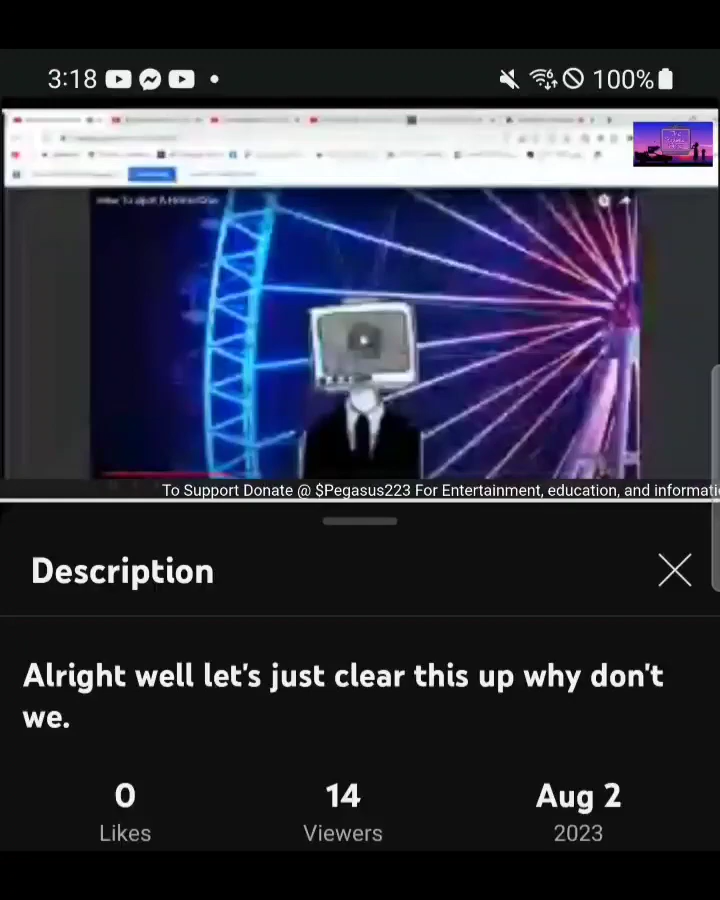 3:18
100%
To Support Donate @ $Pegasus223 For Entertainment, education, and informati
Description
Alright well let's just clear this up why don't
we.
0
14
Aug 2
Likes
Viewers
2023